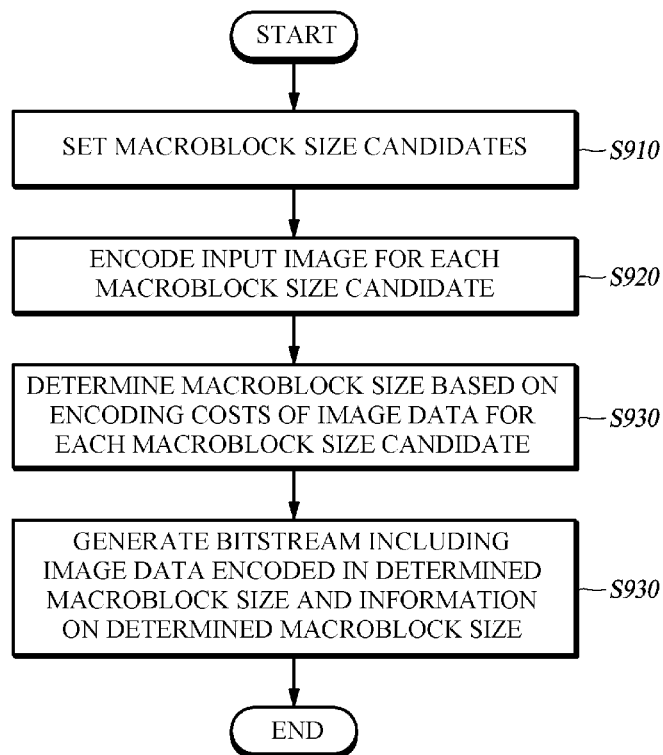 START
SET MACROBLOCK SIZE CANDIDATES
S910
ENCODE INPUT IMAGE FOR EACH
MACROBLOCK SIZE CANDIDATE
S920
DETERMINE MACROBLOCK SIZE BASED ON
ENCODING COSTS OF IMAGE DATA FOR
EACH MACROBLOCK SIZE CANDIDATE
S930
GENERATE BITSTREAM INCLUDING
IMAGE DATA ENCODED IN DETERMINED
MACROBLOCK SIZE AND INFORMATION
ON DETERMINED MACROBLOCK SIZE
S930
END